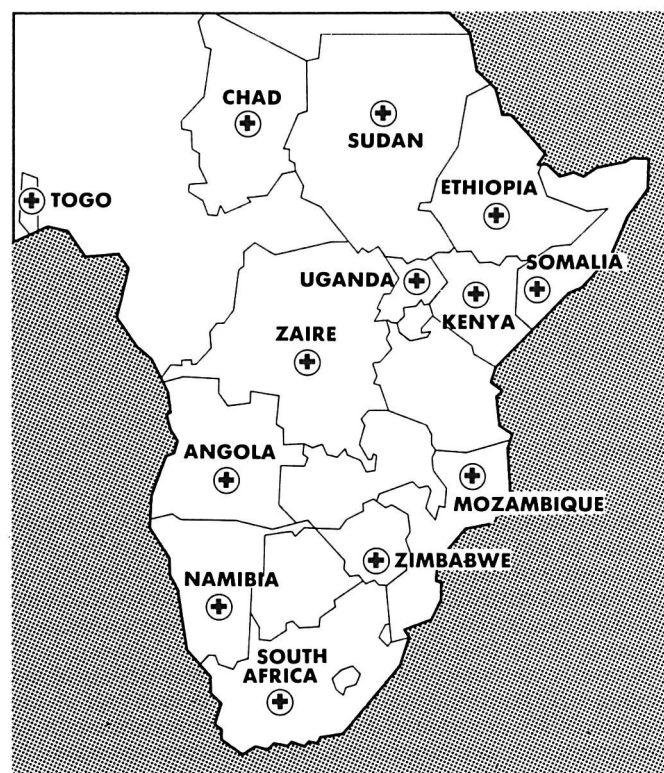 CHAD
SUDAN
TOGO
ETHIOPIA
SOMALIA
UGANDA
KENYA
ZAIRE
ANGOLA
MOZAMBIQUE
ZIMBABWE
NAMIBIA
SOUTH
AFRICA